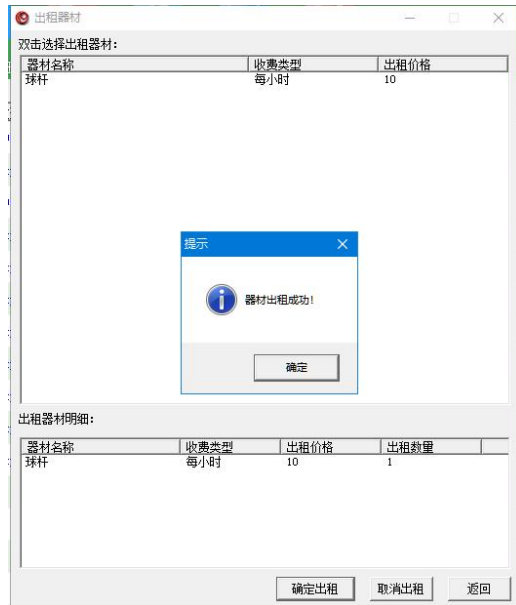 出租器材
双击选择出租器材：
器材名称 收费类型 出租价格
球杆 每小时 10
提示
器材出租成功！
确定
出租器材明细：
器材名称 收费类型 出租价格 出租数量
球杆 每小时 10 1
确定出租 取消出租 返回